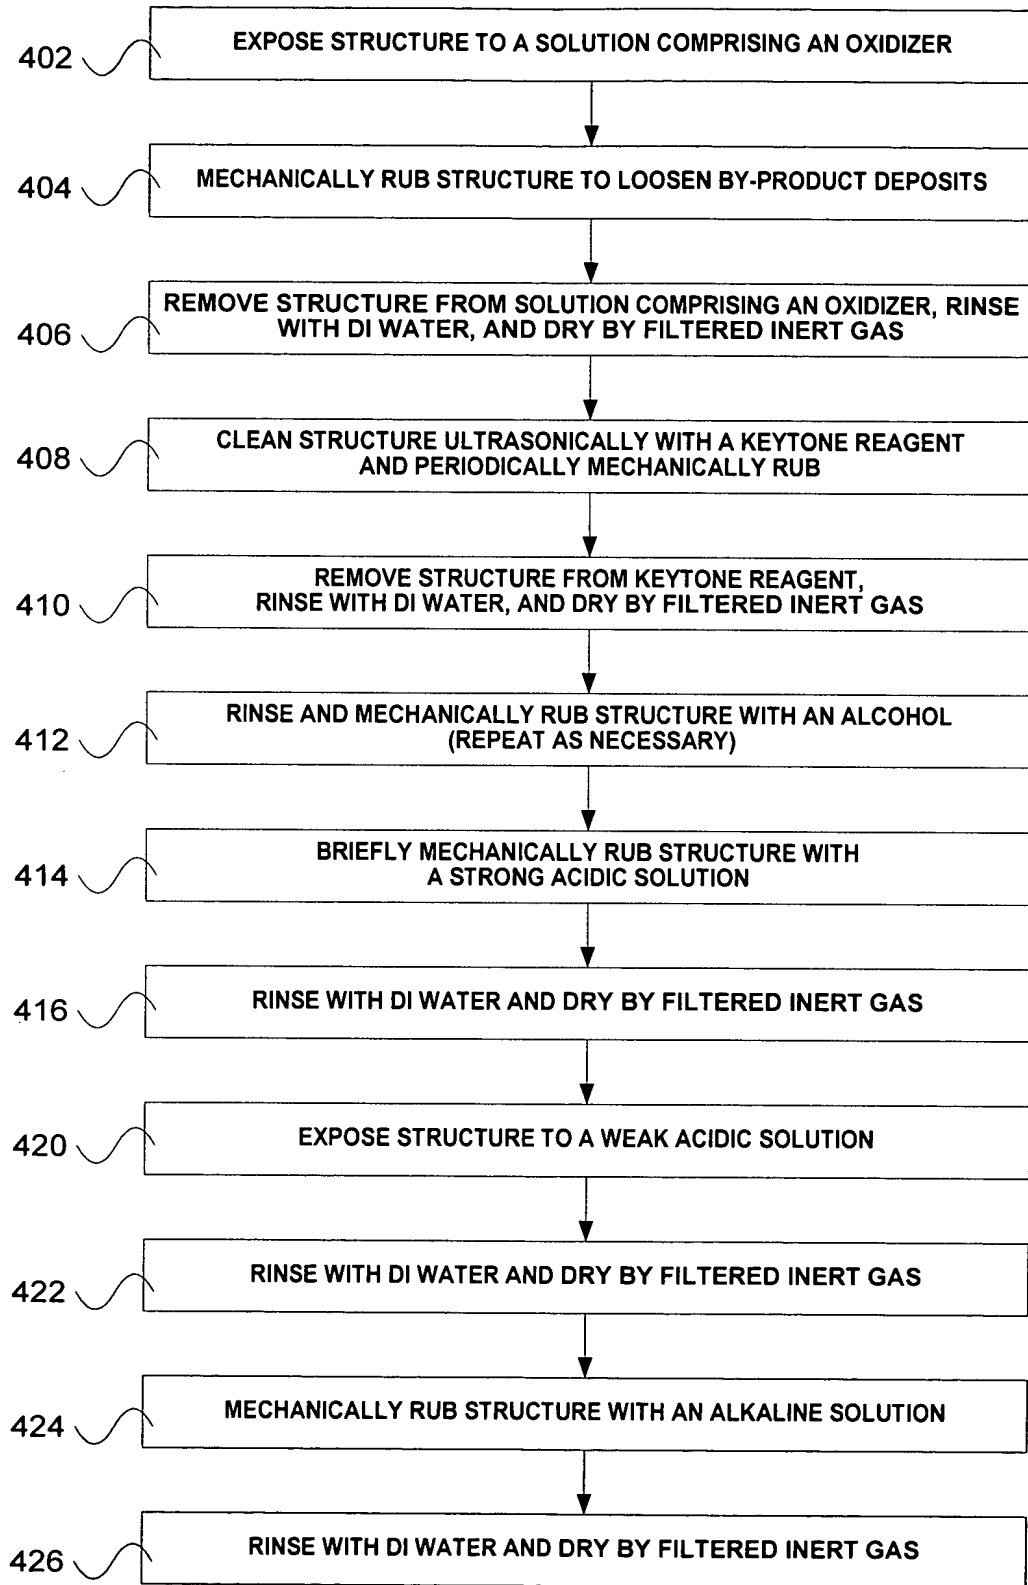 402
EXPOSE STRUCTURE TO A SOLUTION COMPRISING AN OXIDIZER
404
MECHANICALLY RUB STRUCTURE TO LOOSEN BY-PRODUCT DEPOSITS
406
REMOVE STRUCTURE FROM SOLUTION COMPRISING AN OXIDIZER, RINSE
WITH DI WATER, AND DRY BY FILTERED INERT GAS
408
CLEAN STRUCTURE ULTRASONICALLY WITH A KEYTONE REAGENT
AND PERIODICALLY MECHANICALLY RUB
410
REMOVE STRUCTURE FROM KEYTONE REAGENT,
RINSE WITH DI WATER, AND DRY BY FILTERED INERT GAS
412
RINSE AND MECHANICALLY RUB STRUCTURE WITH AN ALCOHOL
(REPEAT AS NECESSARY)
414
BRIEFLY MECHANICALLY RUB STRUCTURE WITH
A STRONG ACIDIC SOLUTION
416
RINSE WITH DI WATER AND DRY BY FILTERED INERT GAS
420
EXPOSE STRUCTURE TO A WEAK ACIDIC SOLUTION
422
RINSE WITH DI WATER AND DRY BY FILTERED INERT GAS
424
MECHANICALLY RUB STRUCTURE WITH AN ALKALINE SOLUTION
426
RINSE WITH DI WATER AND DRY BY FILTERED INERT GAS